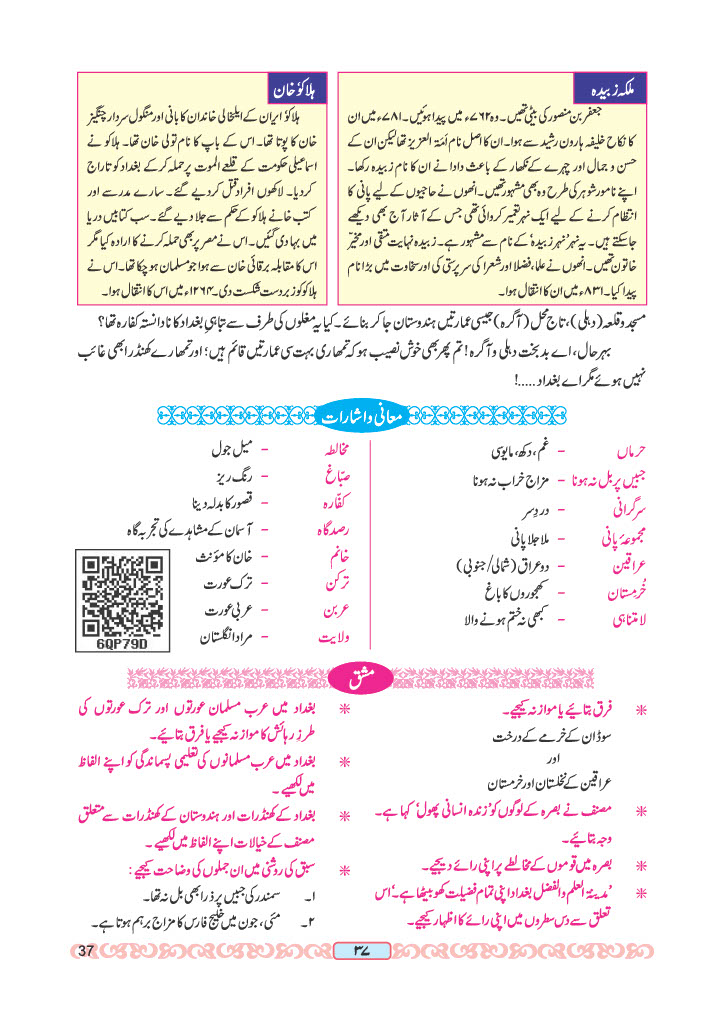 ملکہ زبیدہ
جعفر بن منصور کی بیٹی تھیں۔ وہ ۷۶۲ء میں پیدا ہوئیں۔ ۷۸۱ء میں ان
کا نکاح خلیفہ ہارون رشید سے ہوا۔ ان کا اصل نام اَمۃ العزیز تھا لیکن ان کے
حسن و جمال اور چہرے کے نکھار کے باعث دادا نے ان کا نام زبیدہ رکھا۔
اپنے نامور شوہر کی طرح وہ بھی مشہور تھیں۔ انھوں نے حاجیوں کے لیے پانی کا
انتظام کرنے کے لیے ایک نہر تعمیر کروائی تھی جس کے آثار آج بھی دیکھے
جاسکتے ہیں۔ یہ نہر 'نہرِ زبیدہ' کے نام سے مشہور ہے۔ زبیدہ نہایت متقی اور مخیّر
خاتون تھیں۔ انھوں نے علما، فضلا اور شعرا کی سرپرستی کی اور سخاوت میں بڑا نام
پیدا کیا۔ ۸۳۱ء میں ان کا انتقال ہوا۔
ہلاکو خان
ہلاکو ایران کے ایلخانی خاندان کا بانی اور منگول سردار چنگیز
خان کا پوتا تھا۔ اس کے باپ کا نام تولی خان تھا۔ ہلاکو نے
اسماعیلی حکومت کے قلعے الموت پر حملہ کرکے بغداد کو تاراج
کردیا۔ لاکھوں افراد قتل کردیے گئے۔ سارے مدرسے اور
کتب خانے ہلاکو کے حکم سے جلا دیے گئے۔ سب کتابیں دریا
میں بہا دی گئیں۔ اس نے مصر پر بھی حملہ کرنے کا ارادہ کیا مگر
اس کا مقابلہ برقائی خان سے ہوا جو مسلمان ہوچکا تھا۔ اس نے
ہلاکو کو زبردست شکست دی۔ ۱۲۶۴ء میں اس کا انتقال ہوا۔
مسجد و قلعہ (دہلی)، تاج محل (آگرہ) جیسی عمارتیں ہندوستان جا کر بنائے۔ کیا یہ مغلوں کی طرف سے تباہیِ بغداد کا نادانستہ کفارہ تھا؟
بہرحال، اے بدبخت دہلی و آگرہ! تم پھر بھی خوش نصیب ہو کہ تمھاری بہت سی عمارتیں قائم ہیں؛ اور تمھارے کھنڈر ابھی غائب
نہیں ہوئے مگر اے بغداد.....!
معانی و اشارات
حرماں - غم، دکھ، مایوسی
جبیں پر بل نہ ہونا - مزاج خراب نہ ہونا
سرگرانی - دردِسر
مجموعۂ پانی - ملا جلا پانی
عراقین - دو عراق (شمالی/جنوبی)
خُرمستان - کھجوروں کا باغ
لا متناہی - کبھی نہ ختم ہونے والا
مخالطہ - میل جول
صبّاغ - رنگ ریز
کفّارہ - قصور کا بدلہ دینا
رصدگاہ - آسمان کے مشاہدے کی تجربہ گاہ
خانم - خان کا مؤنث
ترکن - ترک عورت
عربن - عربی عورت
ولایت - مراد انگلستان
6QP79D
مشق
✳ فرق بتائیے یا موازنہ کیجیے۔
سوڈان کے خرمے کے درخت
اور
عراقین کے نخلستان اور خرمستان
✳ مصنف نے بصرہ کے لوگوں کو 'زندہ انسانی پھول' کہا ہے۔
وجہ بتائیے۔
✳ بصرہ میں قوموں کے مخالطے پر اپنی رائے دیجیے۔
✳ 'مدینۃ العلم والفضل بغداد اپنی تمام فضیلت کھو بیٹھا ہے۔' اس
تعلق سے دس سطروں میں اپنی رائے کا اظہار کیجیے۔
✳ بغداد میں عرب مسلمان عورتوں اور ترک عورتوں کی
طرزِ رہائش کا موازنہ کیجیے یا فرق بتائیے۔
✳ بغداد میں عرب مسلمانوں کی تعلیمی پسماندگی کو اپنے الفاظ
میں لکھیے۔
✳ بغداد کے کھنڈرات اور ہندوستان کے کھنڈرات سے متعلق
مصنف کے خیالات اپنے الفاظ میں لکھیے۔
✳ سبق کی روشنی میں ان جملوں کی وضاحت کیجیے:
۱۔ سمندر کی جبیں پر ذرا بھی بل نہ تھا۔
۲۔ مئی، جون میں خلیج فارس کا مزاج برہم ہوتا ہے۔
۳۷
37